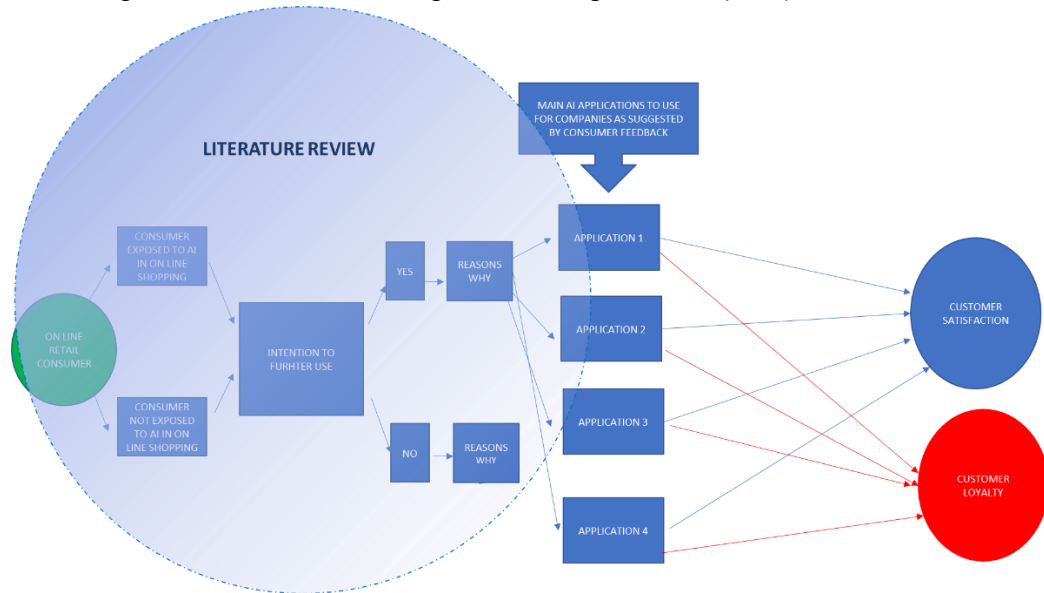 MAIN AI APPLICATIONS TO USE
FOR COMPANIES AS SUGGESTED
BY CONSUMER FEEDBACK
LITERATURE REVIEW
CONSUMER
EXPOSED TO AI
IN ON LINE
SHOPPING
YES
REASONS
WHY
APPLICATION 1
ON LINE
RETAIL
CONSUMER
INTENTION TO
FURHTER USE
APPLICATION 2
CUSTOMER
SATISFACTION
CONSUMER
NOT EXPOSED
TO AI IN ON
LINE SHOPPING
NO
REASONS
WHY
APPLICATION 3
APPLICATION 4
CUSTOMER
LOYALTY